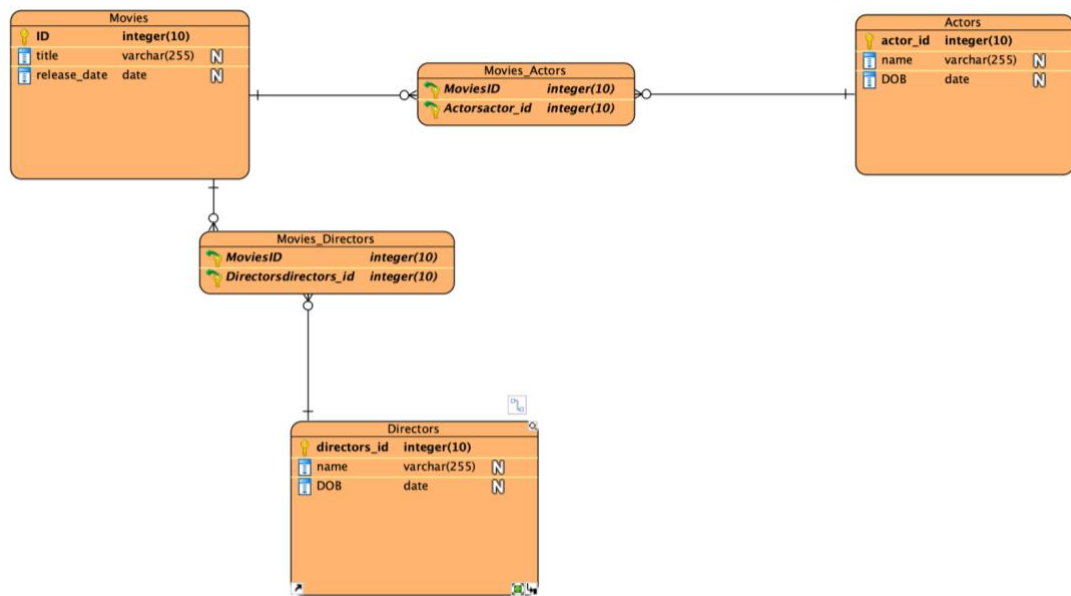 Movies
ID integer(10)
title varchar(255) N
release_date date N
Actors
actor_id integer(10)
name varchar(255) N
DOB date N
Movies_Actors
MoviesID integer(10)
Actorsactor_id integer(10)
Movies_Directors
MoviesID integer(10)
Directorsdirectors_id integer(10)
Directors
directors_id integer(10)
name varchar(255) N
DOB date N